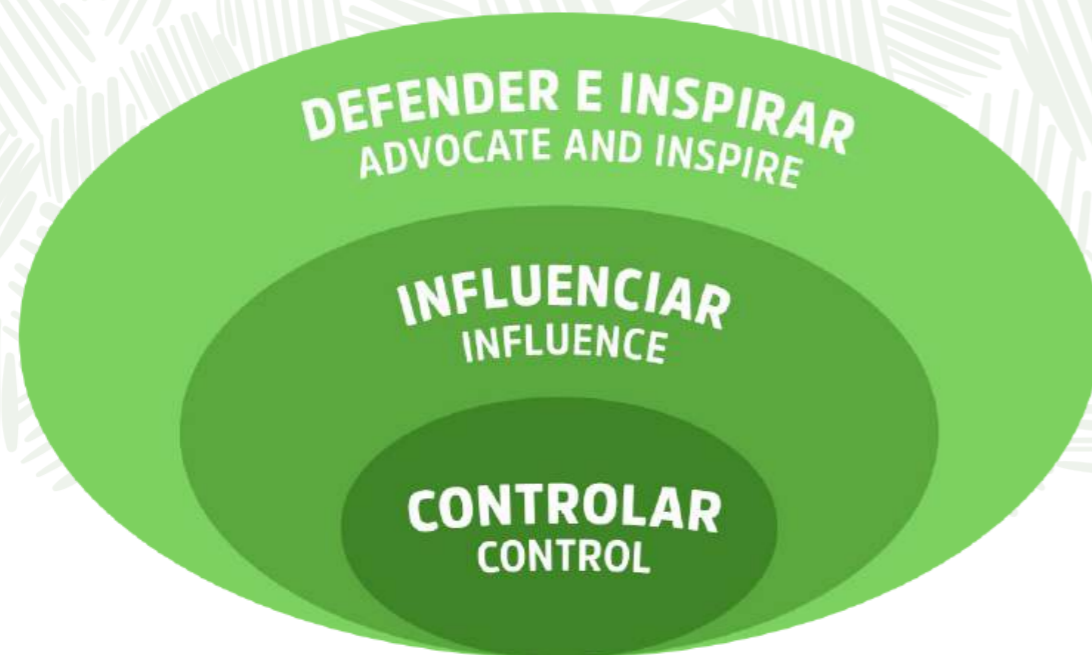 DEFENDER E INSPIRAR
ADVOCATE AND INSPIRE
INFLUENCIAR
INFLUENCE
CONTROLAR
CONTROL